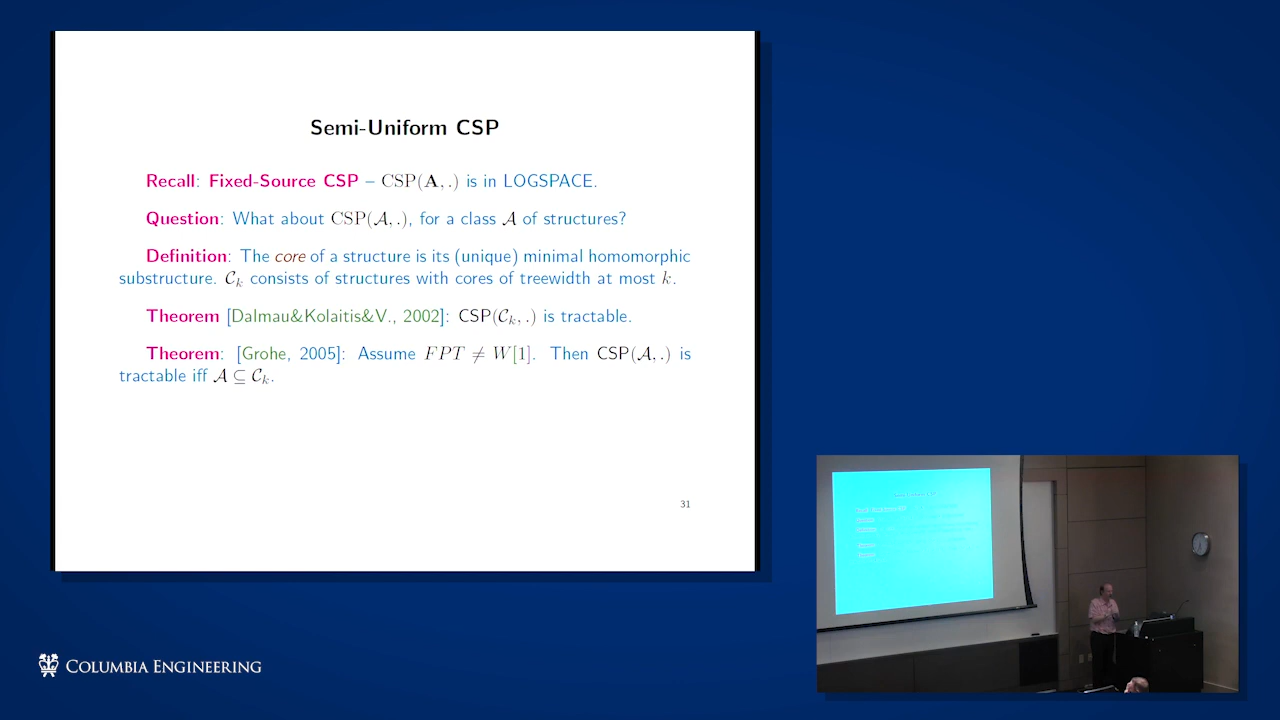 Semi-Uniform CSP
Recall: Fixed-Source CSP – CSP(A, .) is in LOGSPACE.
Question: What about CSP(𝒜, .), for a class 𝒜 of structures?
Definition: The core of a structure is its (unique) minimal homomorphic
substructure. 𝒞ₖ consists of structures with cores of treewidth at most k.
Theorem [Dalmau&Kolaitis&V., 2002]: CSP(𝒞ₖ, .) is tractable.
Theorem: [Grohe, 2005]: Assume FPT ≠ W[1]. Then CSP(𝒜, .) is
tractable iff 𝒜 ⊆ 𝒞ₖ.
31
COLUMBIA ENGINEERING